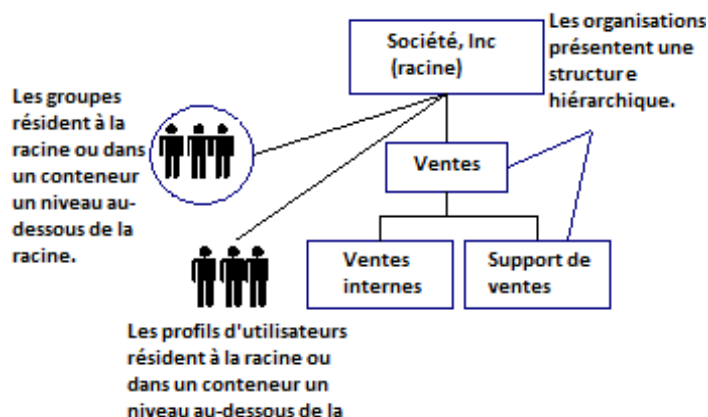 Société, Inc
(racine)
Les organisations
présentent une
structure
hiérarchique.
Les groupes
résident à la
racine ou dans
un conteneur
un niveau au-
dessous de la
racine.
Ventes
Ventes
internes
Support de
ventes
Les profils d'utilisateurs
résident à la racine ou
dans un conteneur un
niveau au-dessous de la